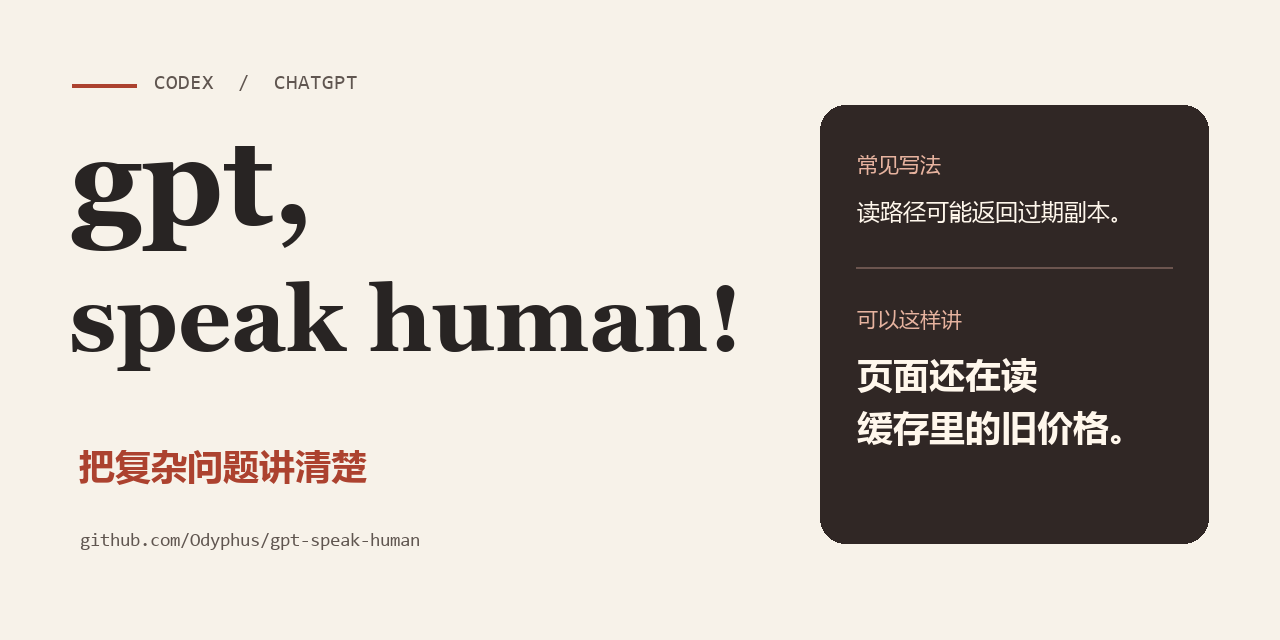 CODEX / CHATGPT
gpt,
speak human!
把复杂问题讲清楚
github.com/Odyphus/gpt-speak-human
常见写法
读路径可能返回过期副本。
可以这样讲
页面还在读
缓存里的旧价格。